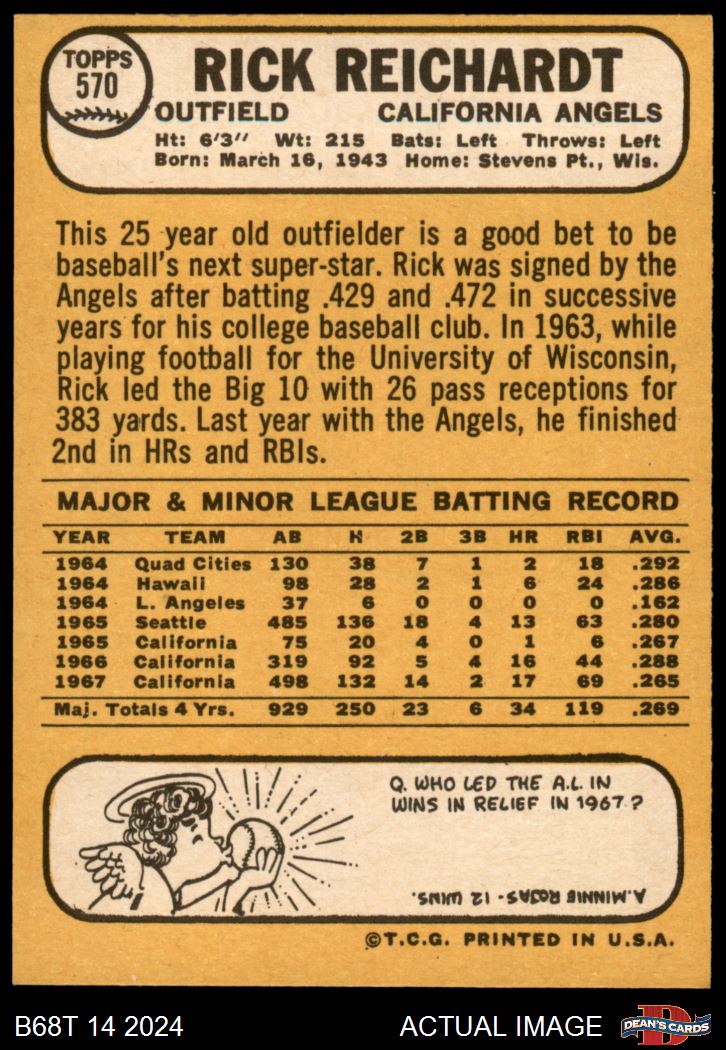 TOPPS
570
RICK REICHARDT
OUTFIELD CALIFORNIA ANGELS
Ht: 6'3" Wt: 215 Bats: Left Throws: Left
Born: March 16, 1943 Home: Stevens Pt., Wis.
This 25 year old outfielder is a good bet to be
baseball's next super-star. Rick was signed by the
Angels after batting .429 and .472 in successive
years for his college baseball club. In 1963, while
playing football for the University of Wisconsin,
Rick led the Big 10 with 26 pass receptions for
383 yards. Last year with the Angels, he finished
2nd in HRs and RBIs.
MAJOR & MINOR LEAGUE BATTING RECORD
YEAR TEAM AB H 2B 3B HR RBI AVG.
1964 Quad Cities 130 38 7 1 2 18 .292
1964 Hawaii 98 28 2 1 6 24 .286
1964 L. Angeles 37 6 0 0 0 0 .162
1965 Seattle 485 136 18 4 13 63 .280
1965 California 75 20 4 0 1 6 .267
1966 California 319 92 5 4 16 44 .288
1967 California 498 132 14 2 17 69 .265
Maj. Totals 4 Yrs. 929 250 23 6 34 119 .269
Q. WHO LED THE A.L. IN
WINS IN RELIEF IN 1967?
A. MINNIE ROJAS - 12 WINS.
©T.C.G. PRINTED IN U.S.A.
B68T 14 2024 ACTUAL IMAGE
D
DEAN'S CARDS